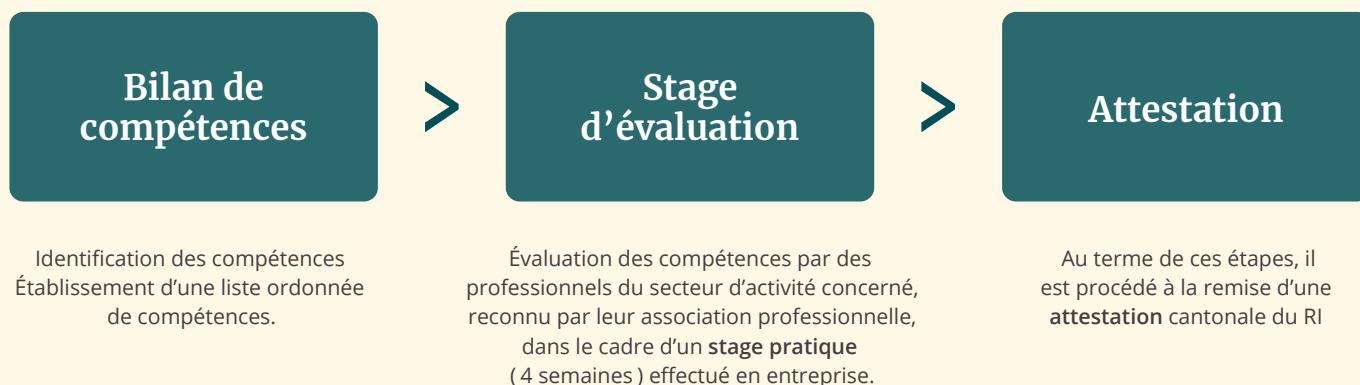 Bilan de
compétences
>
Stage
d’évaluation
>
Attestation
Identification des compétences
Établissement d’une liste ordonnée
de compétences.
Évaluation des compétences par des
professionnels du secteur d’activité concerné,
reconnu par leur association professionnelle,
dans le cadre d’un stage pratique
( 4 semaines ) effectué en entreprise.
Au terme de ces étapes, il
est procédé à la remise d’une
attestation cantonale du RI